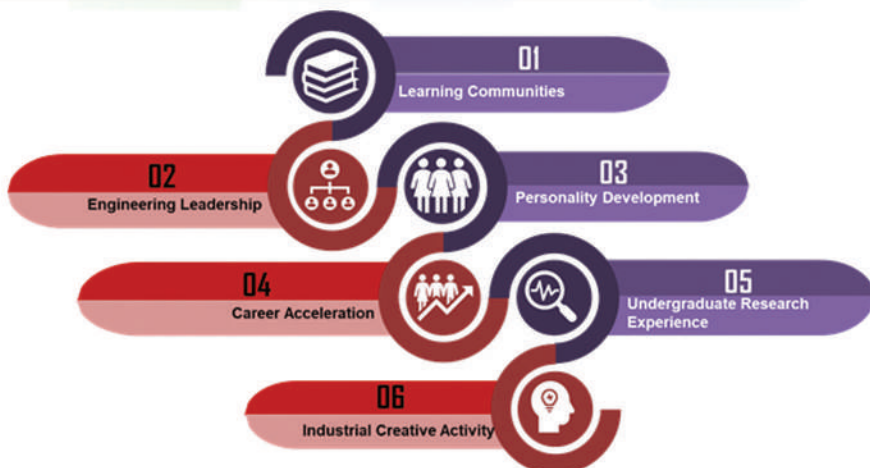 01
Learning Communities
02
Engineering Leadership
03
Personality Development
04
Career Acceleration
05
Undergraduate Research
Experience
06
Industrial Creative Activity